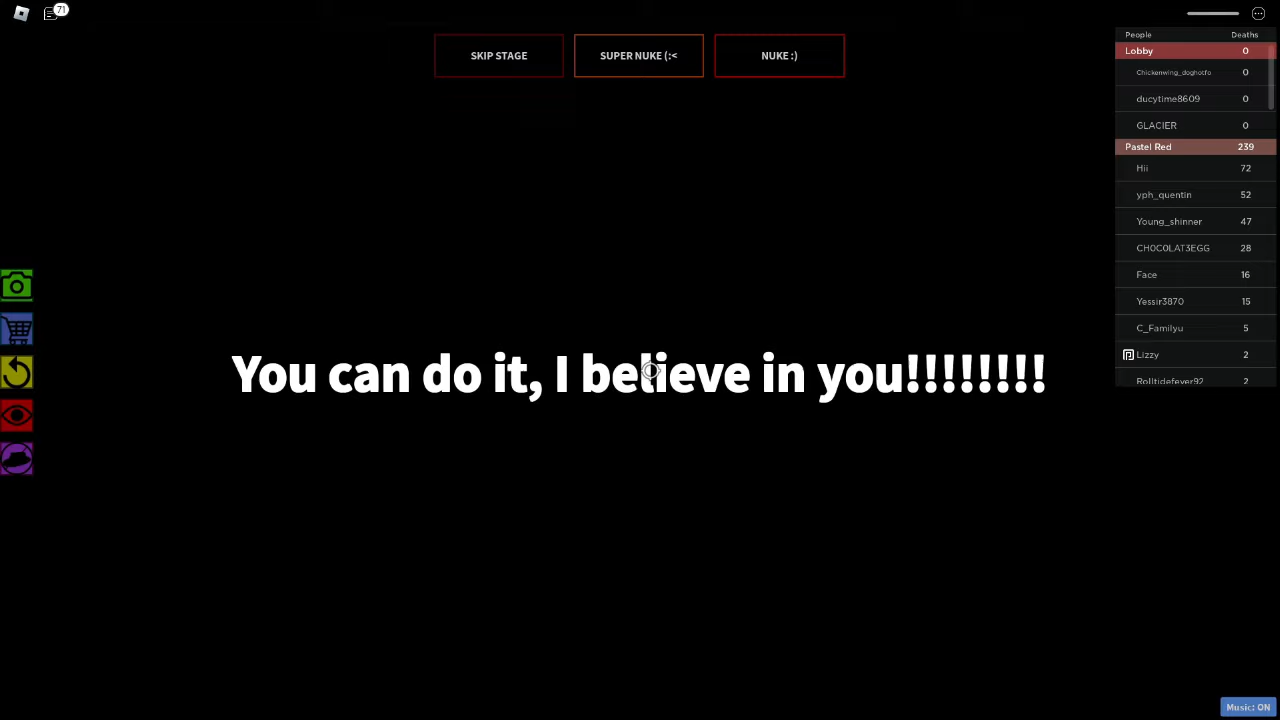 71
SKIP STAGE
SUPER NUKE (:<
NUKE :)
People Deaths
Lobby 0
Chickenwing_doghotfo 0
ducytime8609 0
GLACIER 0
Pastel Red 239
Hii 72
yph_quentin 52
Young_shinner 47
CH0C0LAT3EGG 28
Face 16
Yessir3870 15
C_Familyu 5
Lizzy 2
Rolltidefever92 2
You can do it, I believe in you!!!!!!!!
Music: ON